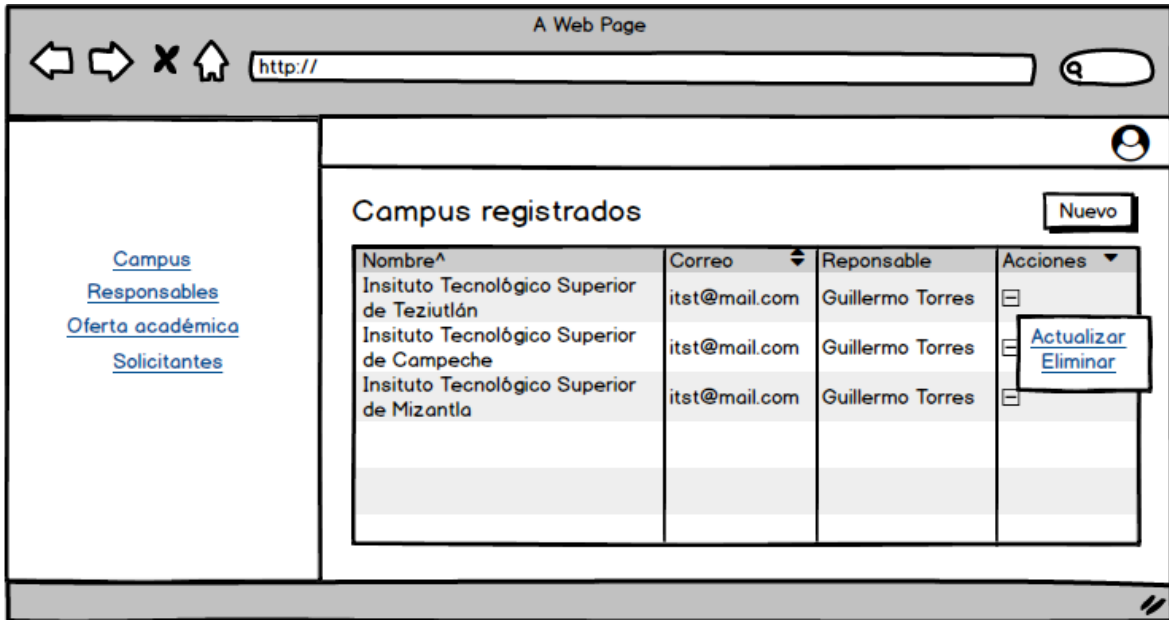 A Web Page
http://
Campus
Responsables
Oferta académica
Solicitantes
Campus registrados
Nuevo
Nombre^ Correo Reponsable Acciones
Insituto Tecnológico Superior
de Teziutlán
itst@mail.com Guillermo Torres
Insituto Tecnológico Superior
de Campeche
itst@mail.com Guillermo Torres
Insituto Tecnológico Superior
de Mizantla
itst@mail.com Guillermo Torres
Actualizar
Eliminar